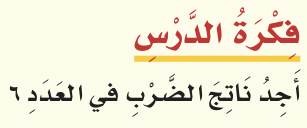 فِكْرَةُ الدَّرْسِ
أَجِدُ نَاتِجَ الضَّرْبِ في العَدَدِ ٦